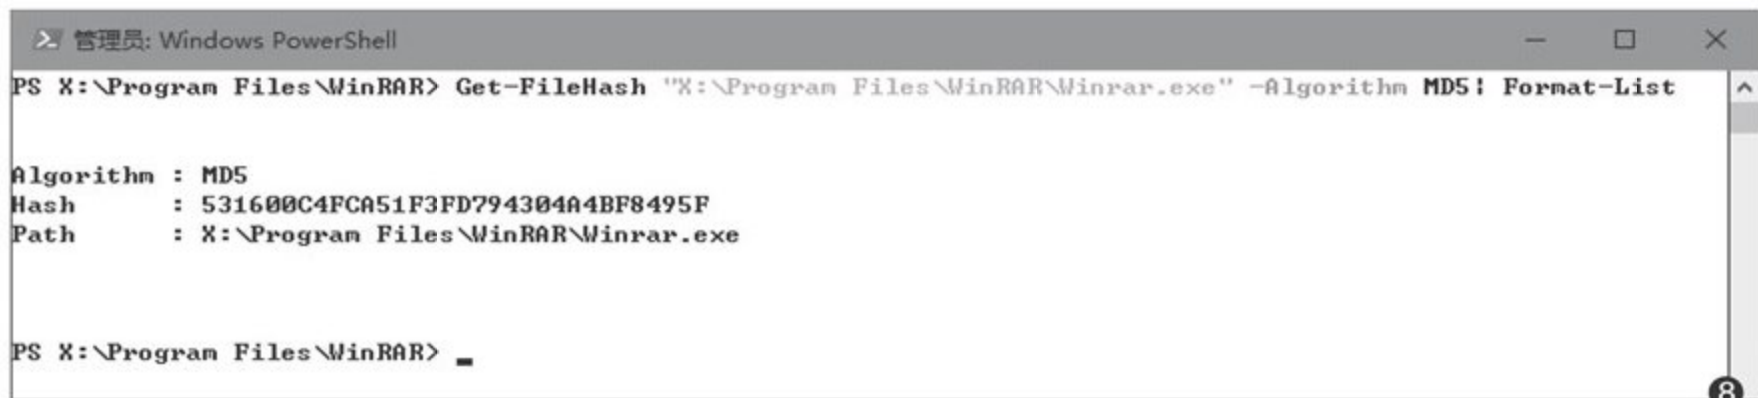 管理员: Windows PowerShell
PS X:\Program Files\WinRAR> Get-FileHash "X:\Program Files\WinRAR\Winrar.exe" -Algorithm MD5¦ Format-List
Algorithm : MD5
Hash : 531600C4FCA51F3FD794304A4BF8495F
Path : X:\Program Files\WinRAR\Winrar.exe
PS X:\Program Files\WinRAR> _
8